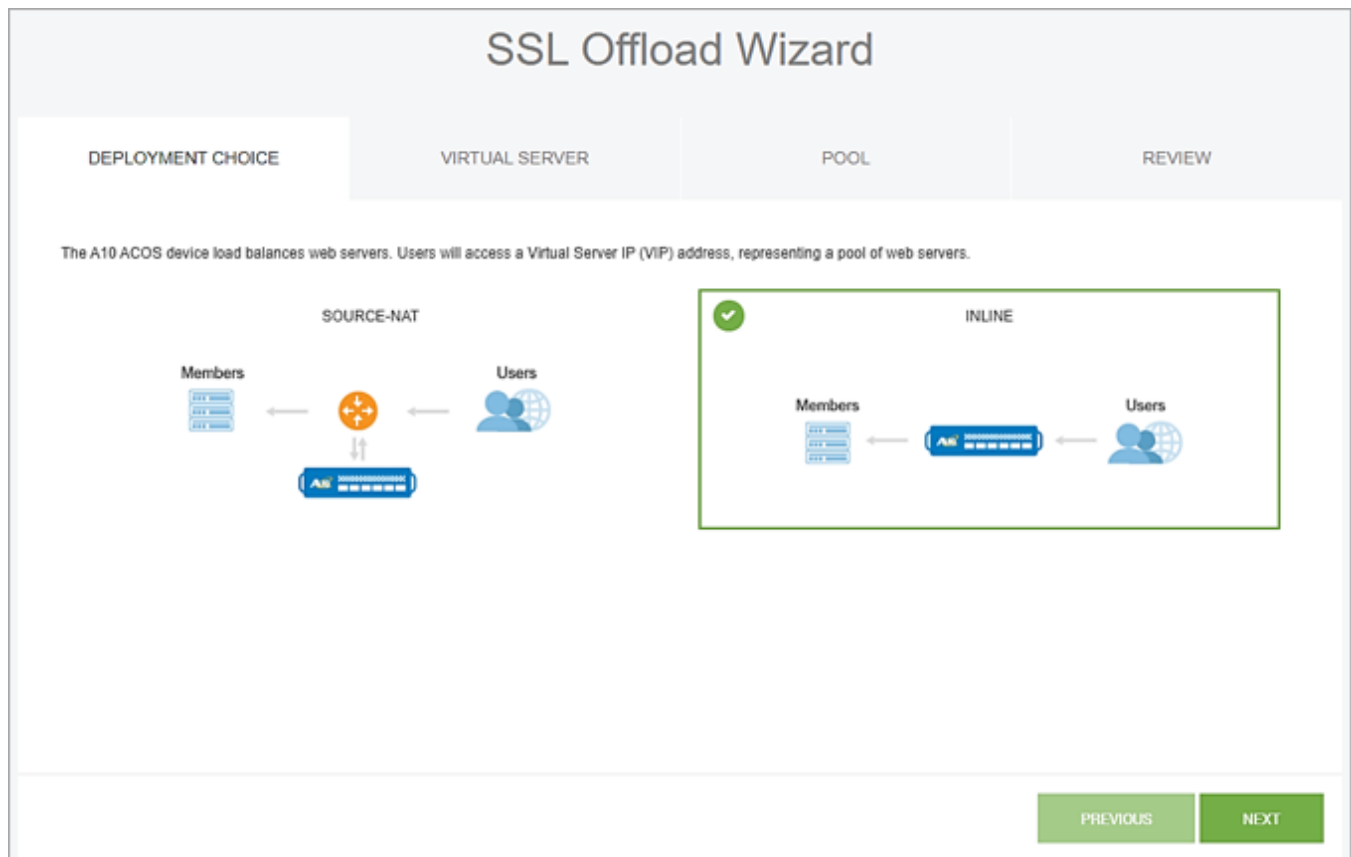 SSL Offload Wizard
DEPLOYMENT CHOICE
VIRTUAL SERVER
POOL
REVIEW
The A10 ACOS device load balances web servers. Users will access a Virtual Server IP (VIP) address, representing a pool of web servers.
SOURCE-NAT
Members
Users
INLINE
Members
Users
PREVIOUS
NEXT